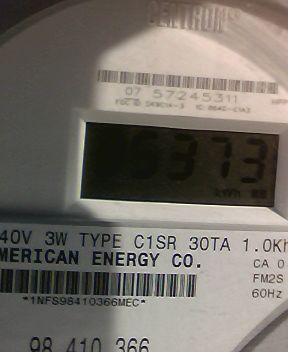 CENTRON
07 57245311
6373
kWh
40V 3W TYPE C1SR 30TA 1.0Kh
MERICAN ENERGY CO.
CA 0
FM2S
*1NFS98410366MEC*
60Hz
98 410 366